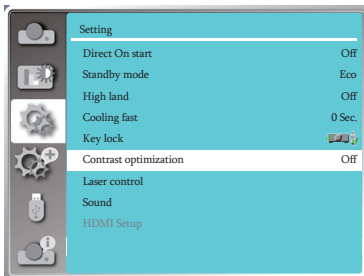 Setting
Direct On start Off
Standby mode Eco
High land Off
Cooling fast 0 Sec.
Key lock
Contrast optimization Off
Laser control
Sound
HDMI Setup